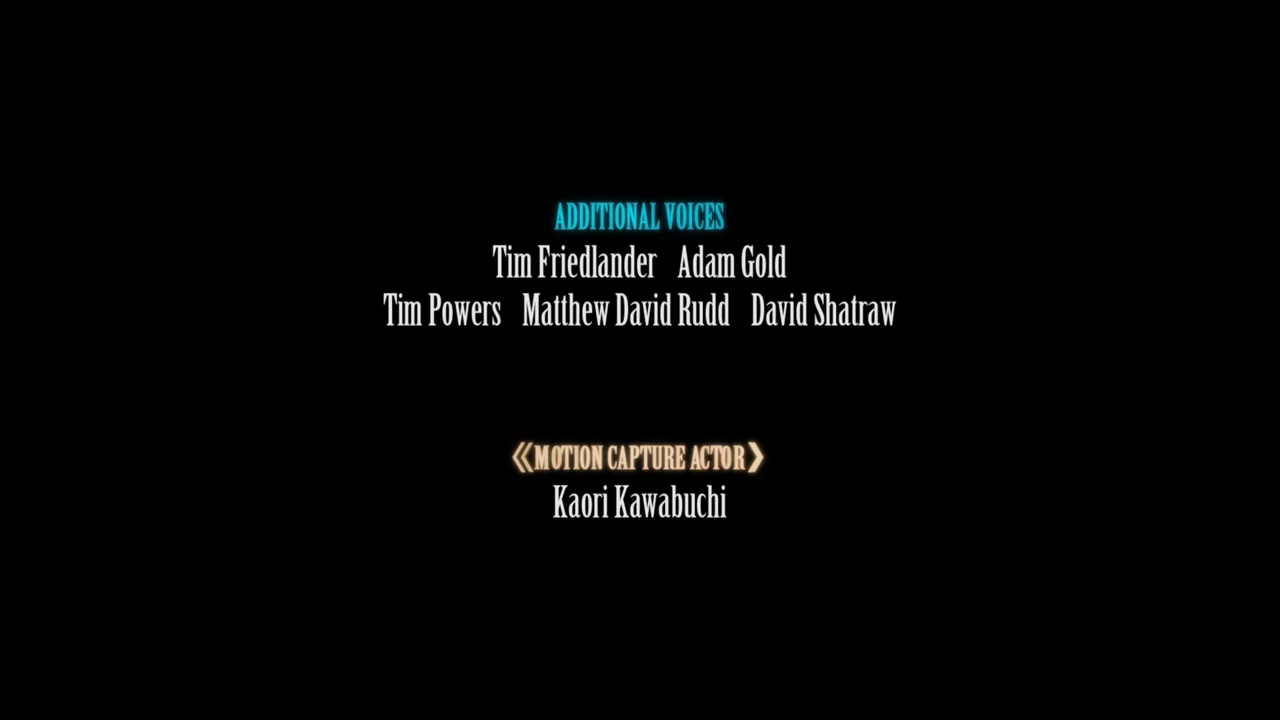 ADDITIONAL VOICES
Tim Friedlander Adam Gold
Tim Powers Matthew David Rudd David Shatraw
《MOTION CAPTURE ACTOR》
Kaori Kawabuchi